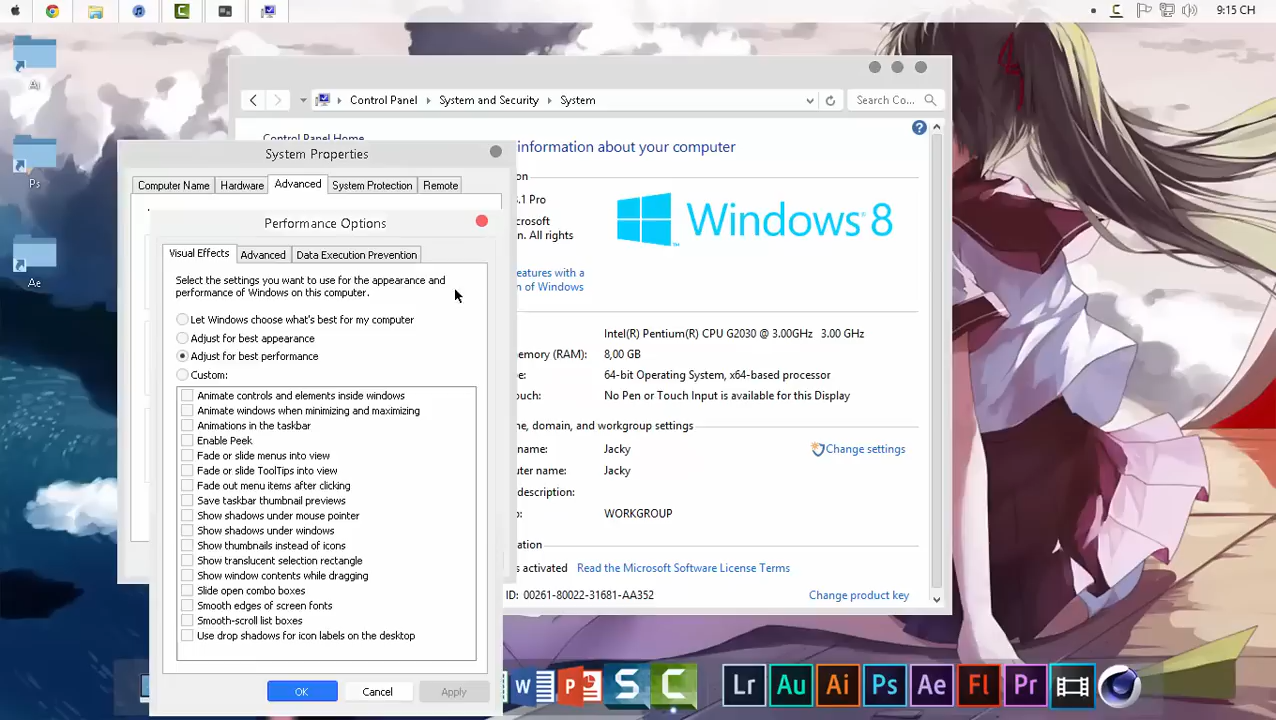 9:15 CH
Ai
Ps
Ae
Control Panel
System and Security
System
Search Co...
Control Panel Home
information about your computer
System Properties
Computer Name
Hardware
Advanced
System Protection
Remote
on
.1 Pro
crosoft
on. All rights
eatures with a
n of Windows
Windows 8
Performance Options
Visual Effects
Advanced
Data Execution Prevention
Select the settings you want to use for the appearance and
performance of Windows on this computer.
Let Windows choose what's best for my computer
Adjust for best appearance
Adjust for best performance
Custom:
Animate controls and elements inside windows
Animate windows when minimizing and maximizing
Animations in the taskbar
Enable Peek
Fade or slide menus into view
Fade or slide ToolTips into view
Fade out menu items after clicking
Save taskbar thumbnail previews
Show shadows under mouse pointer
Show shadows under windows
Show thumbnails instead of icons
Show translucent selection rectangle
Show window contents while dragging
Slide open combo boxes
Smooth edges of screen fonts
Smooth-scroll list boxes
Use drop shadows for icon labels on the desktop
OK
Cancel
Apply
Intel(R) Pentium(R) CPU G2030 @ 3.00GHz 3.00 GHz
emory (RAM): 8,00 GB
e: 64-bit Operating System, x64-based processor
uch: No Pen or Touch Input is available for this Display
ne, domain, and workgroup settings
name: Jacky
Change settings
uter name: Jacky
description:
p: WORKGROUP
ation
s activated Read the Microsoft Software License Terms
ID: 00261-80022-31681-AA352
Change product key
W
P
S
C
Lr
Au
Ai
Ps
Ae
Fl
Pr